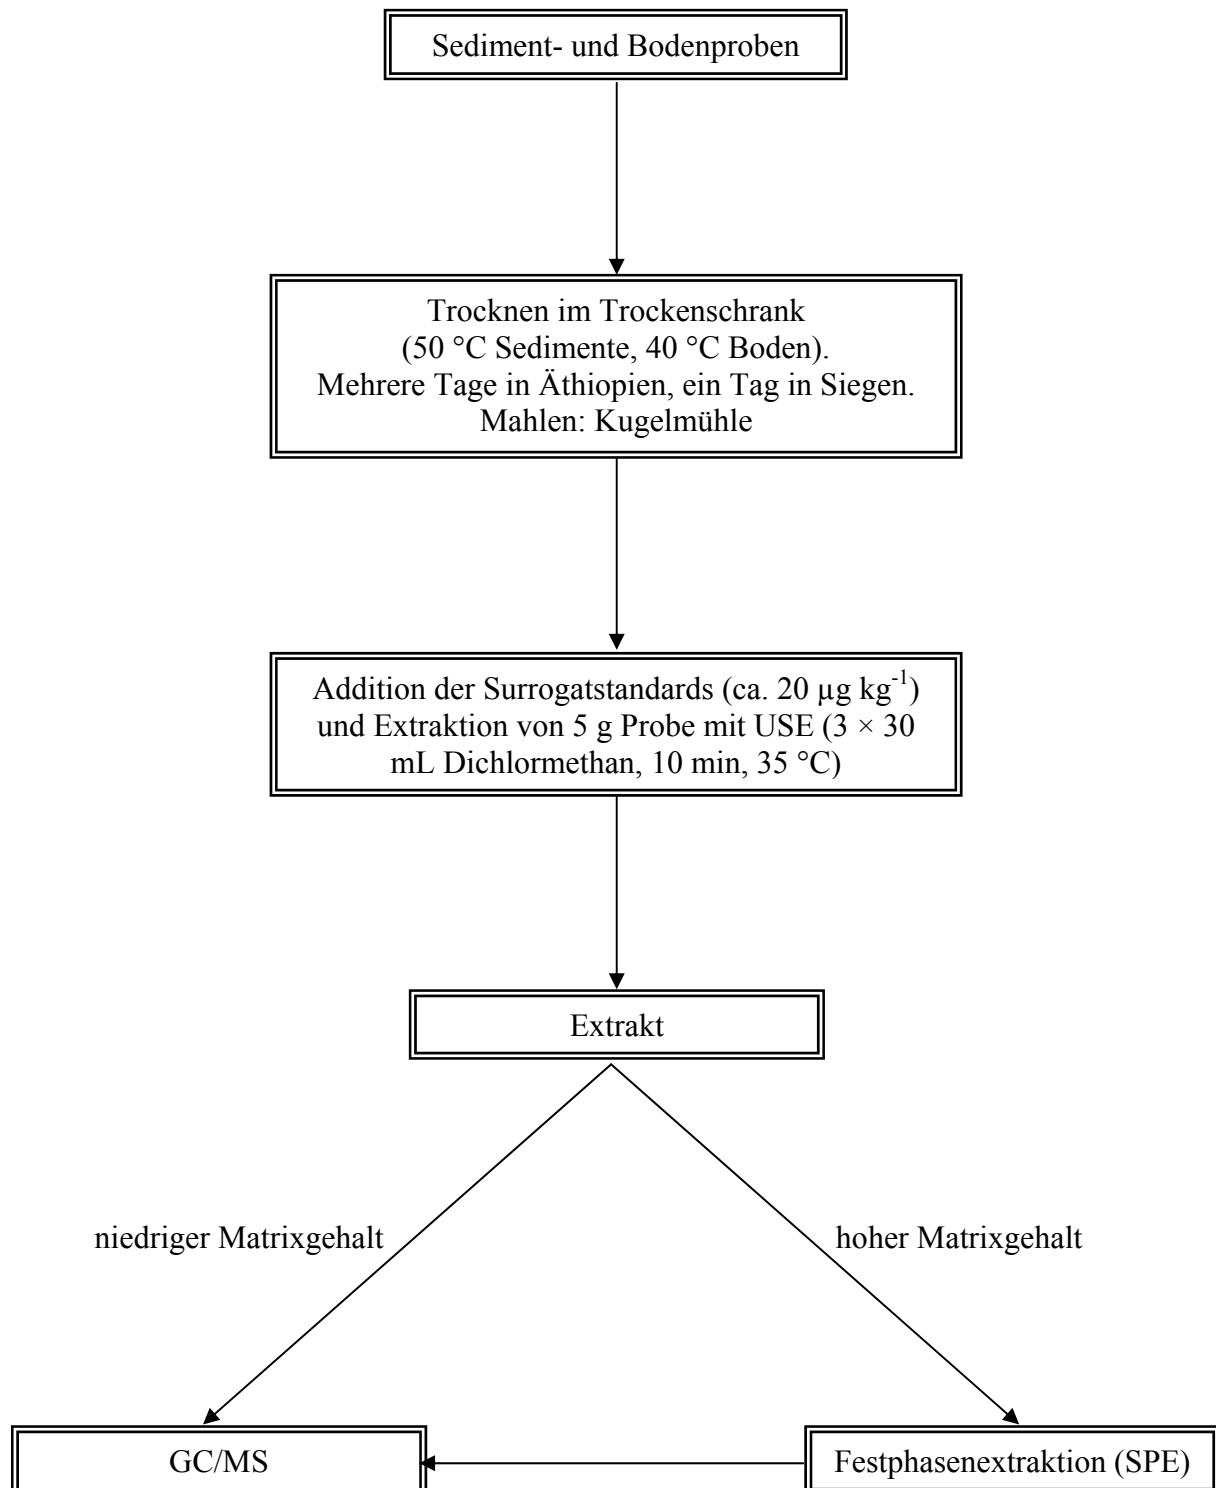 Sediment- und Bodenproben
Trocknen im Trockenschrank
(50 °C Sedimente, 40 °C Boden).
Mehrere Tage in Äthiopien, ein Tag in Siegen.
Mahlen: Kugelmühle
Addition der Surrogatstandards (ca. 20 µg kg⁻¹)
und Extraktion von 5 g Probe mit USE (3 × 30
mL Dichlormethan, 10 min, 35 °C)
Extrakt
niedriger Matrixgehalt
hoher Matrixgehalt
GC/MS
Festphasenextraktion (SPE)